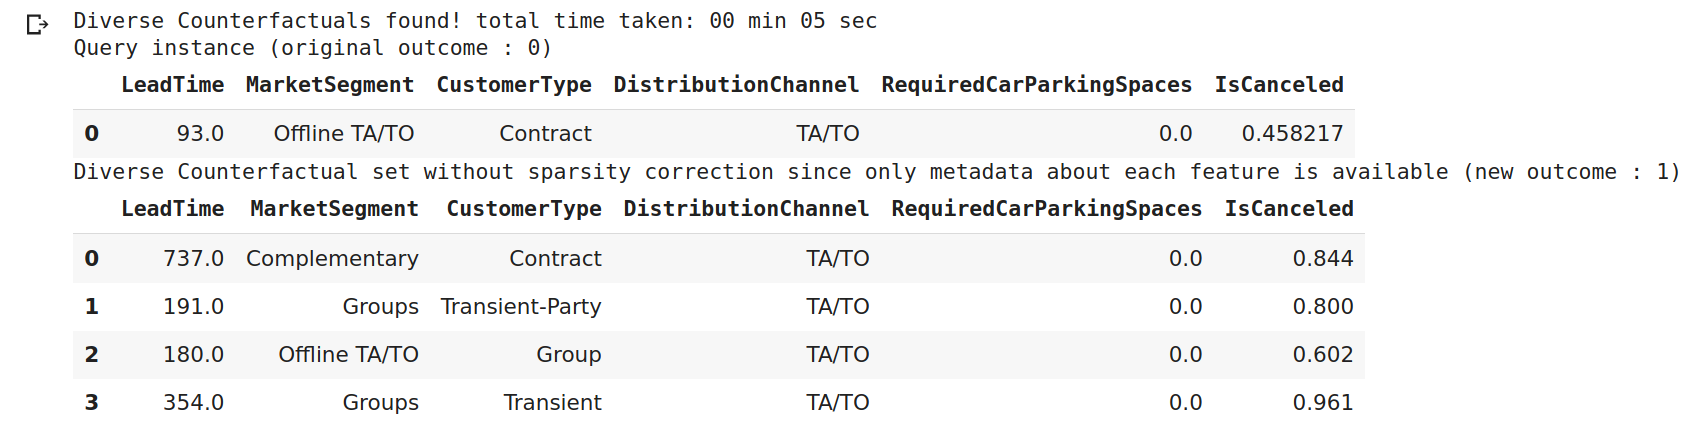 Diverse Counterfactuals found! total time taken: 00 min 05 sec
Query instance (original outcome : 0)
LeadTime MarketSegment CustomerType DistributionChannel RequiredCarParkingSpaces IsCanceled
0 93.0 Offline TA/TO Contract TA/TO 0.0 0.458217
Diverse Counterfactual set without sparsity correction since only metadata about each feature is available (new outcome : 1)
LeadTime MarketSegment CustomerType DistributionChannel RequiredCarParkingSpaces IsCanceled
0 737.0 Complementary Contract TA/TO 0.0 0.844
1 191.0 Groups Transient-Party TA/TO 0.0 0.800
2 180.0 Offline TA/TO Group TA/TO 0.0 0.602
3 354.0 Groups Transient TA/TO 0.0 0.961